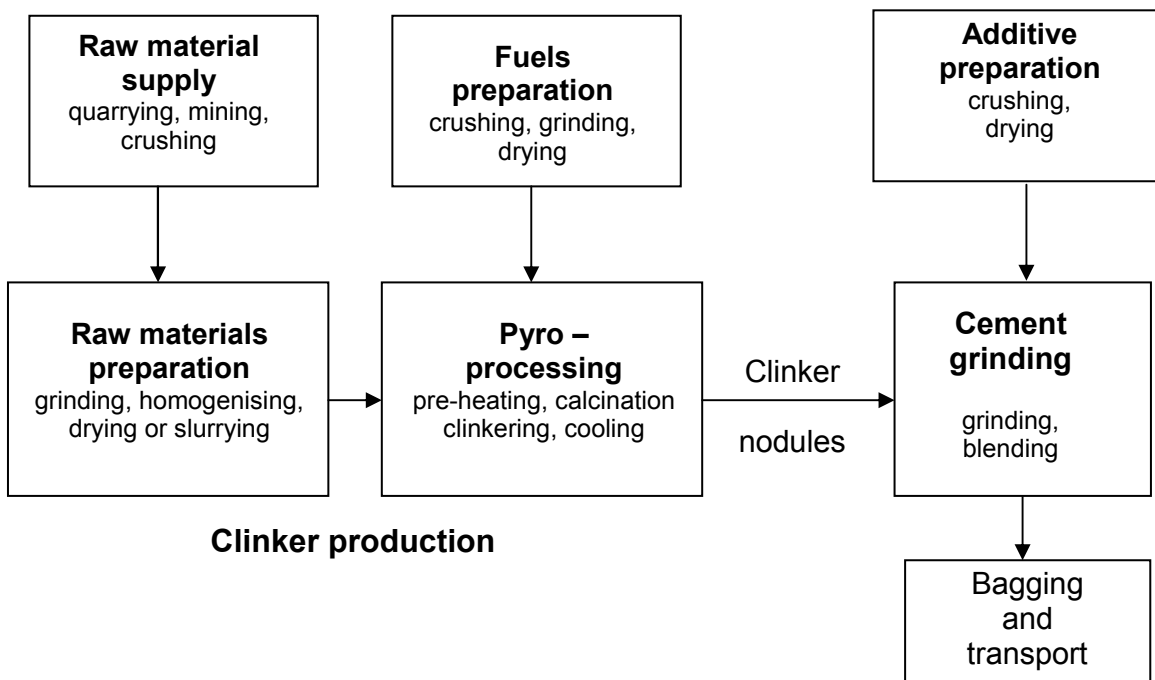 Raw material
supply
quarrying, mining,
crushing
Fuels
preparation
crushing, grinding,
drying
Additive
preparation
crushing,
drying
Raw materials
preparation
grinding, homogenising,
drying or slurrying
Pyro –
processing
pre-heating, calcination
clinkering, cooling
Clinker
nodules
Cement
grinding
grinding,
blending
Clinker production
Bagging
and
transport